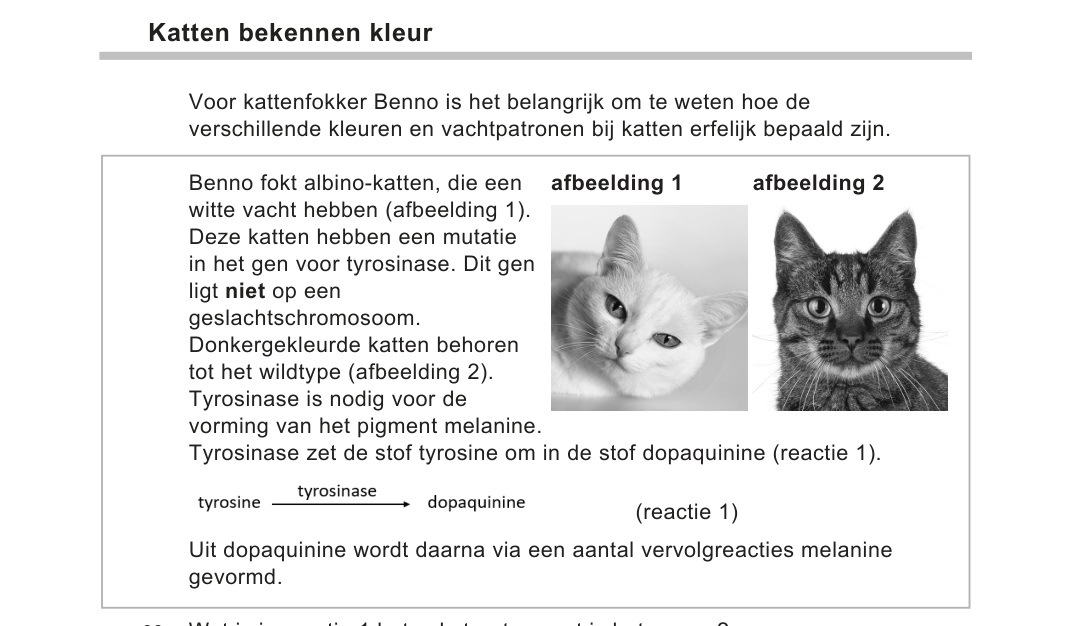 Katten bekennen kleur
Voor kattenfokker Benno is het belangrijk om te weten hoe de
verschillende kleuren en vachtpatronen bij katten erfelijk bepaald zijn.
Benno fokt albino-katten, die een
witte vacht hebben (afbeelding 1).
Deze katten hebben een mutatie
in het gen voor tyrosinase. Dit gen
ligt niet op een
geslachtschromosoom.
Donkergekleurde katten behoren
tot het wildtype (afbeelding 2).
Tyrosinase is nodig voor de
vorming van het pigment melanine.
afbeelding 1
afbeelding 2
Tyrosinase zet de stof tyrosine om in de stof dopaquinine (reactie 1).
tyrosinase
tyrosine dopaquinine
(reactie 1)
Uit dopaquinine wordt daarna via een aantal vervolgreacties melanine
gevormd.